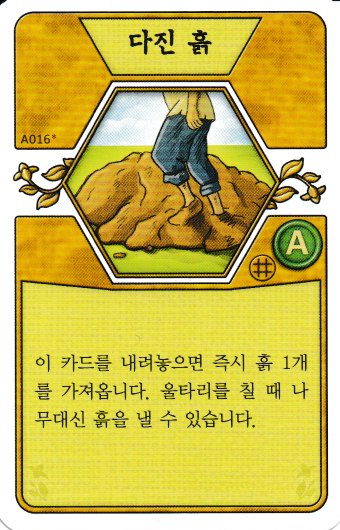 다진 흙
A016*
A
이 카드를 내려놓으면 즉시 흙 1개
를 가져옵니다. 울타리를 칠 때 나
무대신 흙을 낼 수 있습니다.